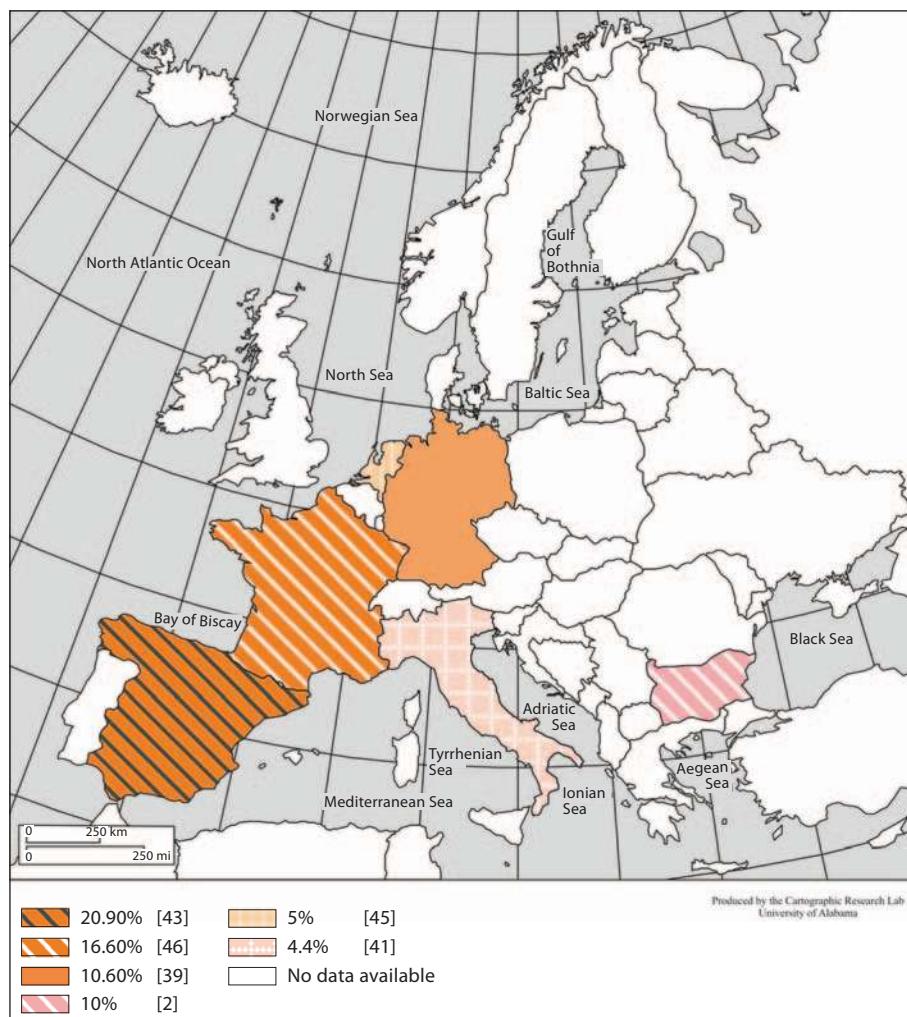 Norwegian Sea
Gulf
of
Bothnia
North Atlantic Ocean
North Sea
Baltic Sea
Bay of Biscay
Black Sea
Adriatic
Sea
Tyrrhenian
Sea
Aegean
Sea
Ionian
Sea
Mediterranean Sea
0 250 km
0 250 mi
Produced by the Cartographic Research Lab
University of Alabama
20.90% [43]
16.60% [46]
10.60% [39]
10% [2]
5% [45]
4.4% [41]
No data available